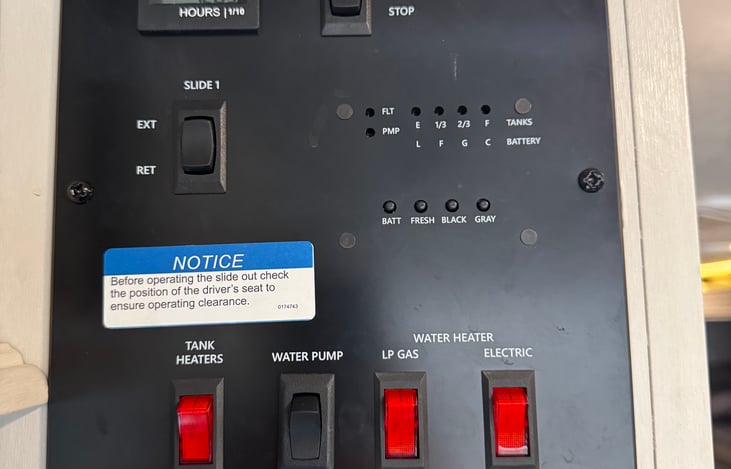 HOURS 1/10
STOP
SLIDE 1
EXT
RET
FLT
PMP
E 1/3 2/3 F TANKS
L F G C BATTERY
BATT FRESH BLACK GRAY
NOTICE
Before operating the slide out check
the position of the driver's seat to
ensure operating clearance.
0174743
TANK
HEATERS
WATER PUMP
WATER HEATER
LP GAS
ELECTRIC